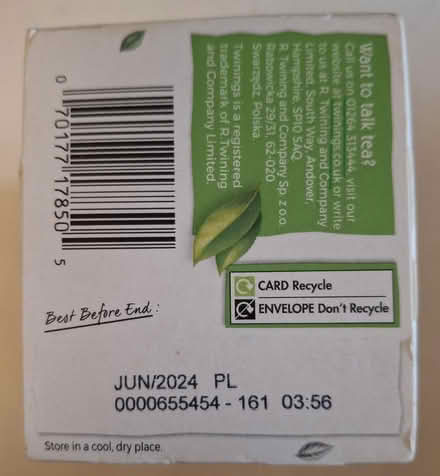 Want to talk tea?
Call us on 01264 313444, visit our
website at twinings.co.uk or write
to us at R. Twining and Company
Limited, South Way, Andover,
Hampshire, SP10 5AQ.
R. Twining and Company Sp. z o.o.
Rabowicka 29/31, 62-020
Swarzędz, Polska.
Twinings is a registered
trademark of R.Twining
and Company Limited.
0 70177 17850 5
CARD Recycle
ENVELOPE Don't Recycle
Best Before End:
JUN/2024 PL
0000655454 - 161 03:56
Store in a cool, dry place.